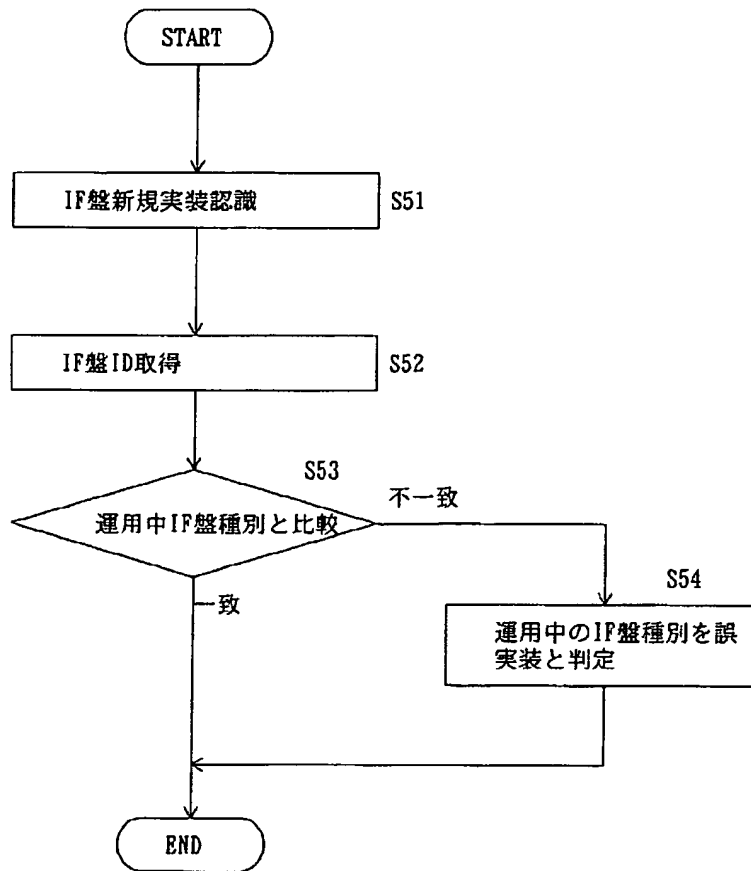 START
IF盤新規実装認識
S51
IF盤ID取得
S52
S53
運用中IF盤種別と比較
不一致
一致
S54
運用中のIF盤種別を誤
実装と判定
END